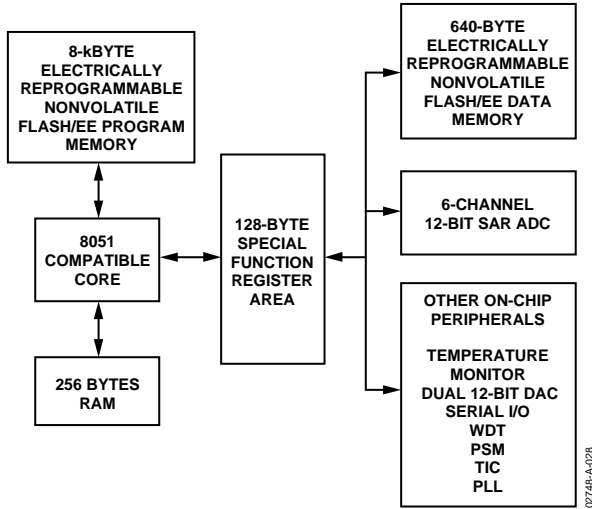 8-kBYTE
ELECTRICALLY
REPROGRAMMABLE
NONVOLATILE
FLASH/EE PROGRAM
MEMORY
8051
COMPATIBLE
CORE
256 BYTES
RAM
128-BYTE
SPECIAL
FUNCTION
REGISTER
AREA
640-BYTE
ELECTRICALLY
REPROGRAMMABLE
NONVOLATILE
FLASH/EE DATA
MEMORY
6-CHANNEL
12-BIT SAR ADC
OTHER ON-CHIP
PERIPHERALS
TEMPERATURE
MONITOR
DUAL 12-BIT DAC
SERIAL I/O
WDT
PSM
TIC
PLL
02748-A-028